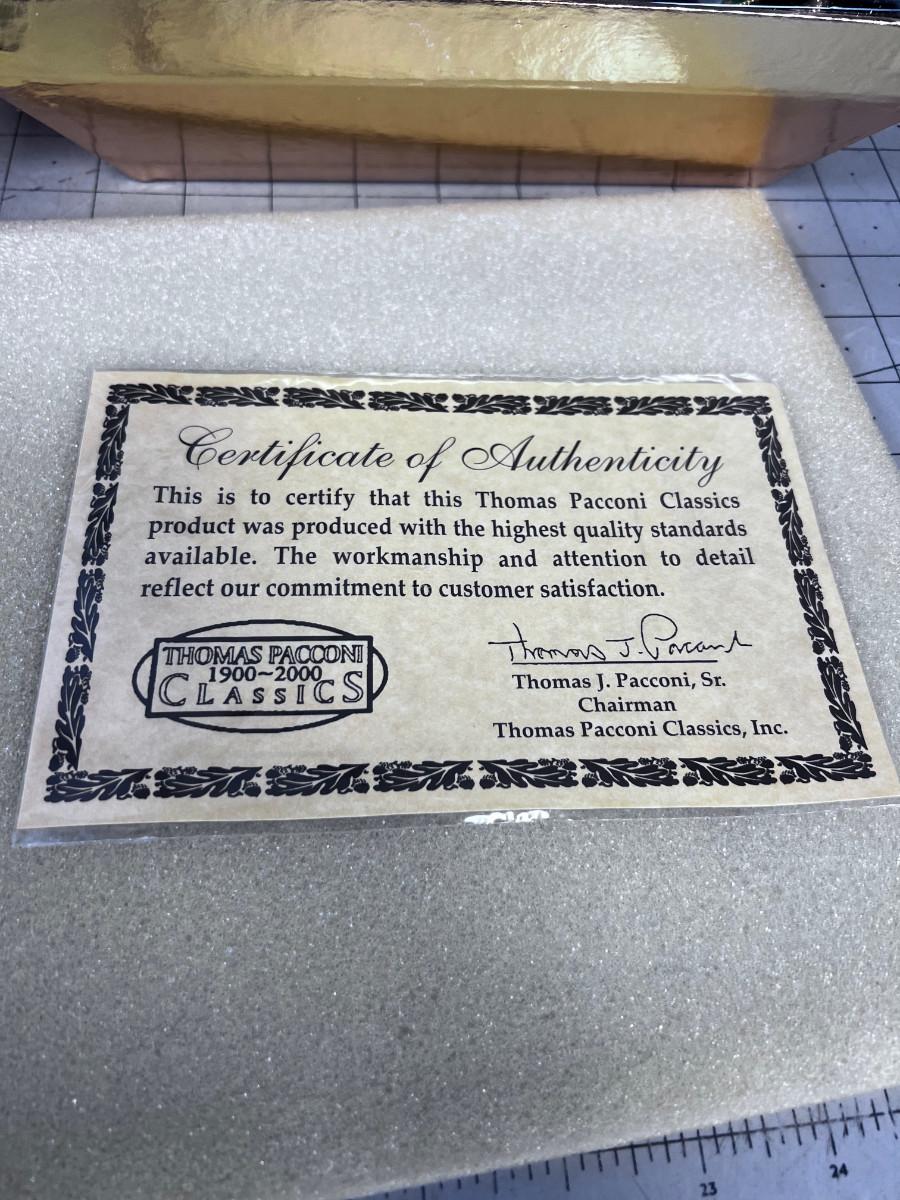 Certificate of Authenticity
This is to certify that this Thomas Pacconi Classics
product was produced with the highest quality standards
available. The workmanship and attention to detail
reflect our commitment to customer satisfaction.
THOMAS PACCONI
1900~2000
CLASSICS
Thomas J. Pacconi
Thomas J. Pacconi, Sr.
Chairman
Thomas Pacconi Classics, Inc.
23
24